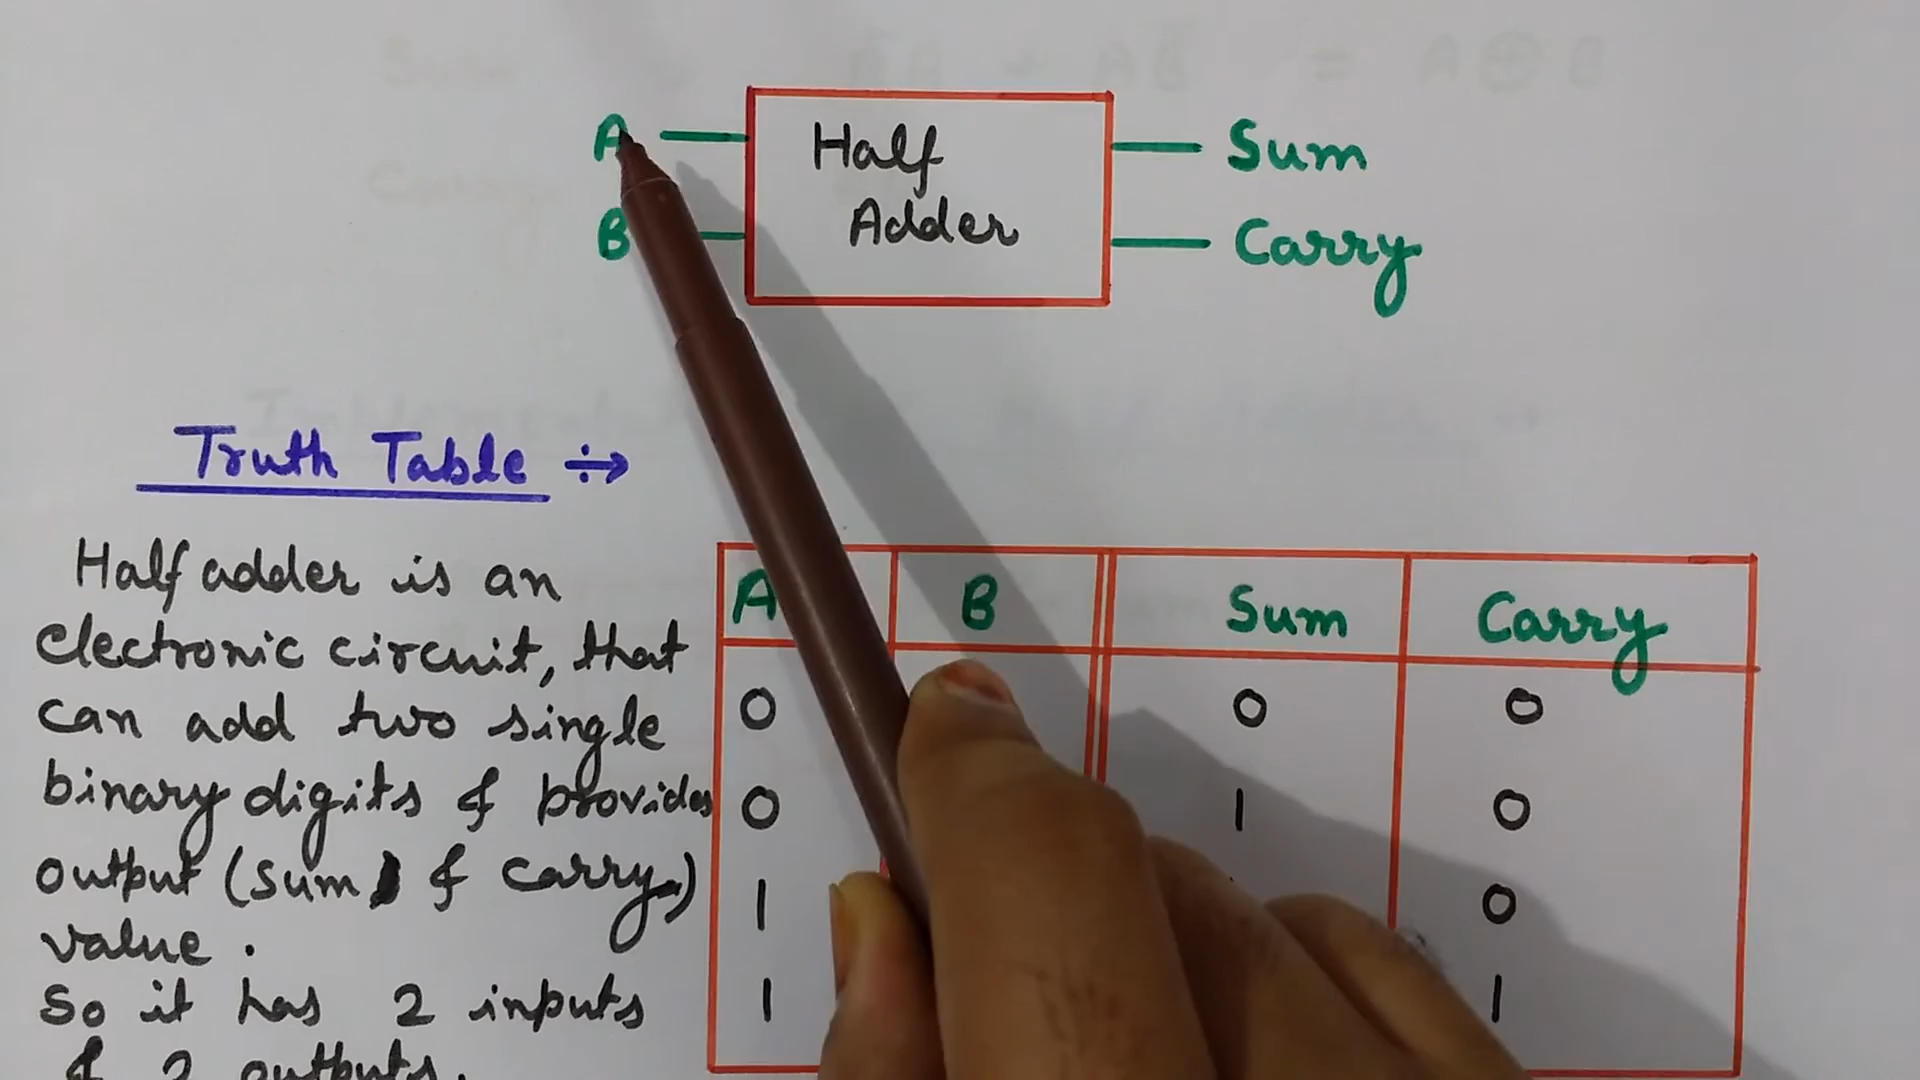 A
Half
Adder
Sum
B
Carry
Truth Table ÷→
Half adder is an
electronic circuit, that
can add two single
binary digits & provides
output (sum & carry)
value.
So it has 2 inputs
& 2 outputs.
A B Sum Carry
0 0 0
0 1 0
1 0
1 1